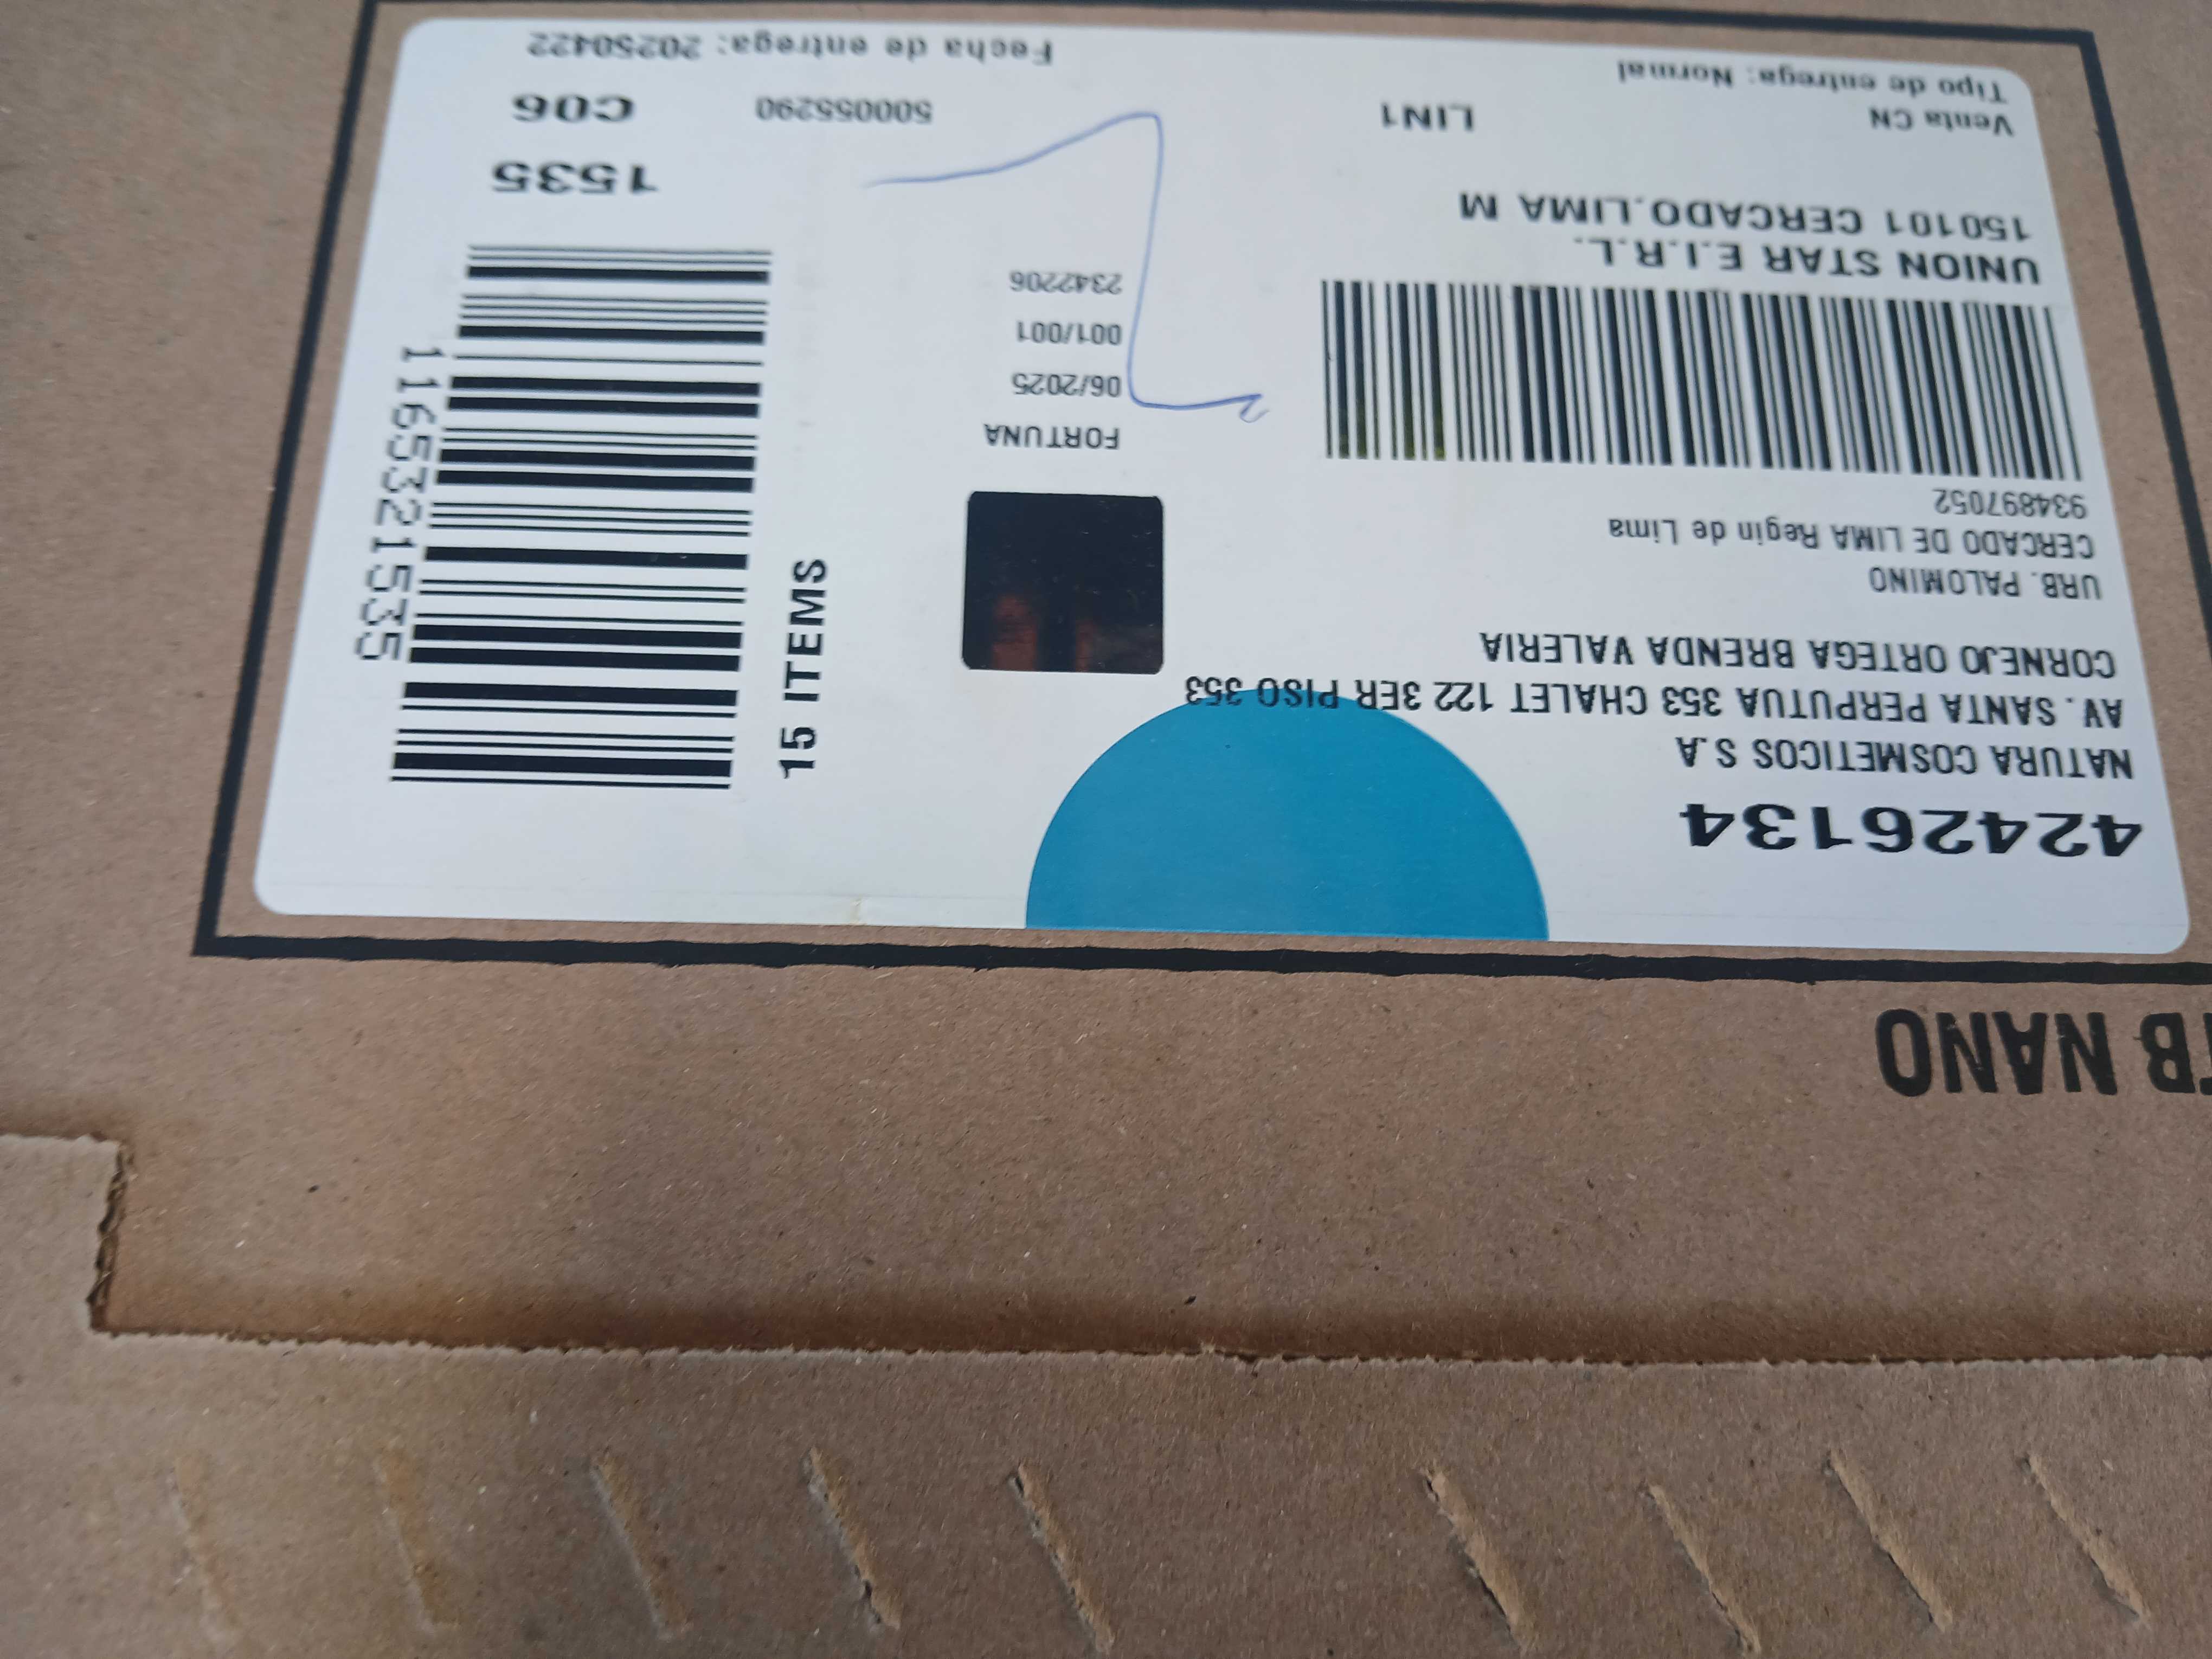 42426134
NATURA COSMETICOS S.A
AV. SANTA PERPUTUA 353 CHALET 122 3ER PISO 353
CORNEJO ORTEGA BRENDA VALERIA
URB. PALOMINO
CERCADO DE LIMA Regin de Lima
934897052
UNION STAR E.I.R.L.
150101 CERCADO.LIMA M
Venta CN
LIN1
Tipo de entrega: Normal
FORTUNA
06/2025
001/001
2342206
500055290
C06
Fecha de entrega: 20250422
15 ITEMS
11653321535
1535
TB NANO